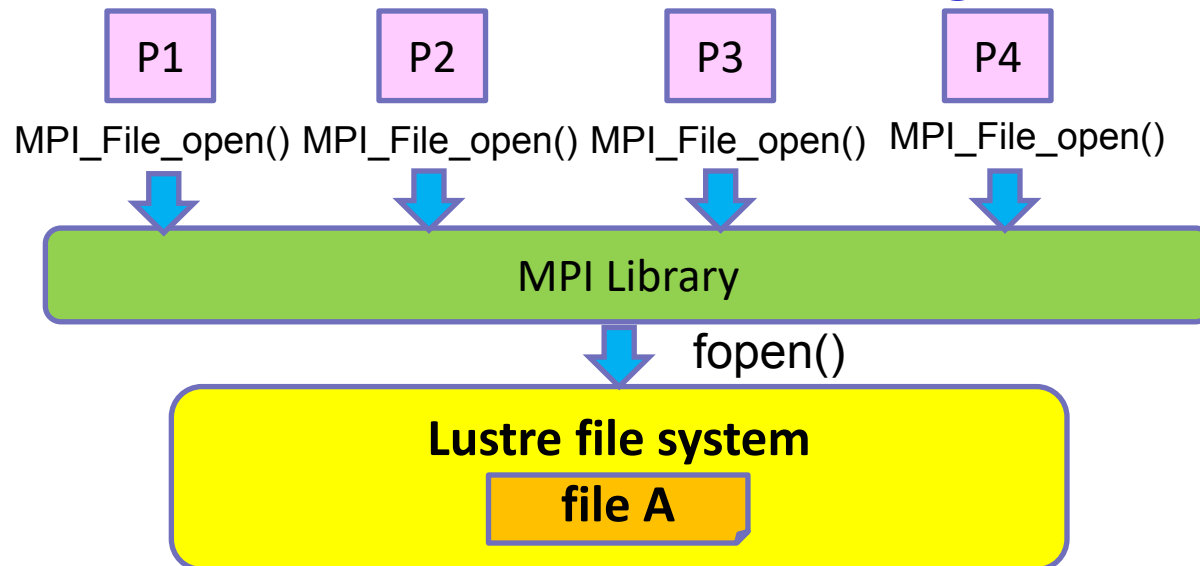 P1 P2 P3 P4
MPI_File_open() MPI_File_open() MPI_File_open() MPI_File_open()
MPI Library
fopen()
Lustre file system
file A